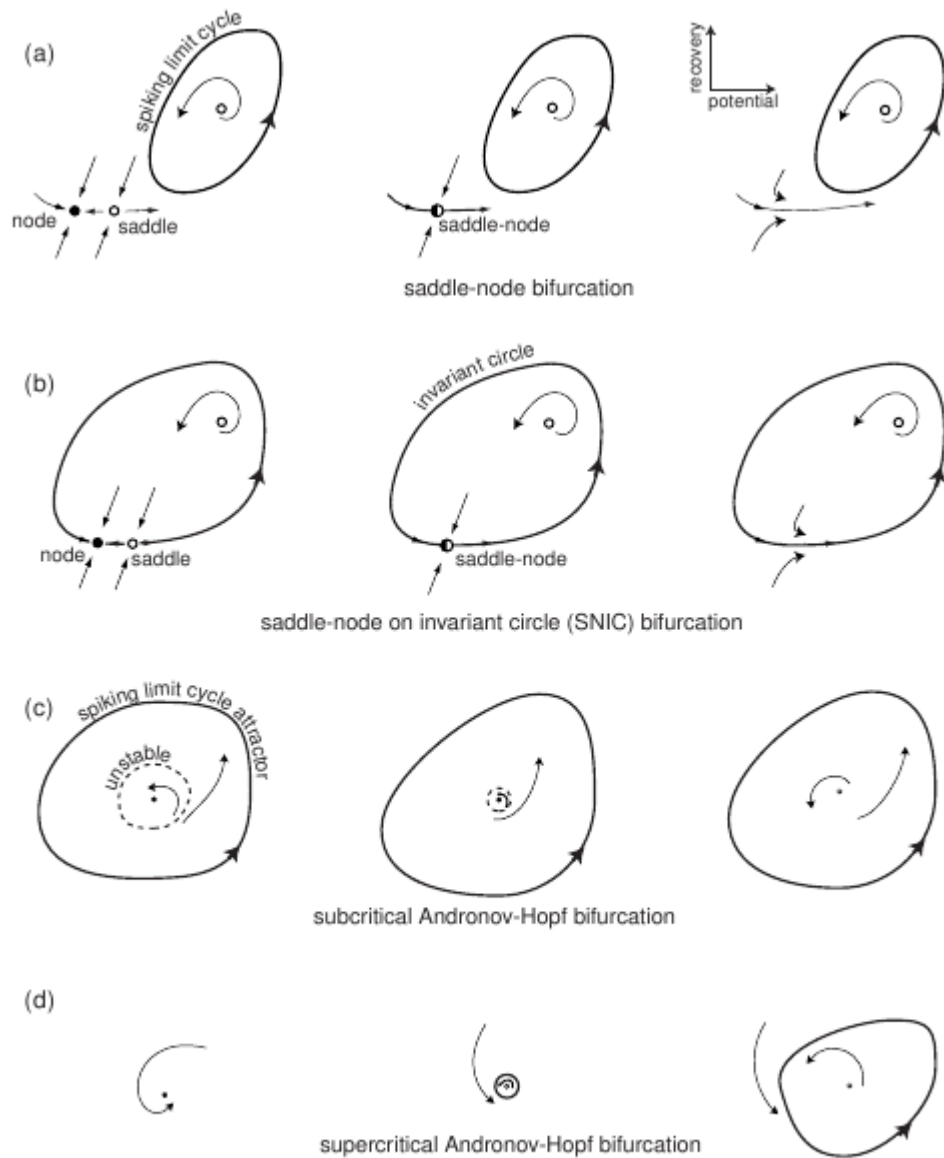 (a)
spiking limit cycle
node
saddle
saddle-node
recovery
potential
saddle-node bifurcation
(b)
invariant circle
node
saddle
saddle-node
saddle-node on invariant circle (SNIC) bifurcation
(c)
spiking limit cycle attractor
unstable
subcritical Andronov-Hopf bifurcation
(d)
supercritical Andronov-Hopf bifurcation